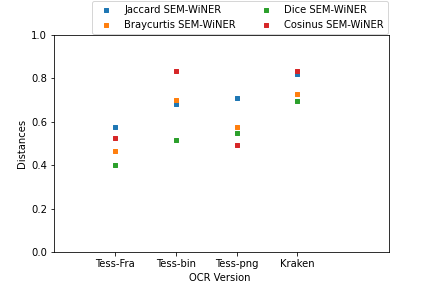 Jaccard SEM-WiNER
Dice SEM-WiNER
Braycurtis SEM-WiNER
Cosinus SEM-WiNER
1.0
0.8
0.6
0.4
0.2
0.0
Distances
Tess-Fra
Tess-bin
Tess-png
Kraken
OCR Version